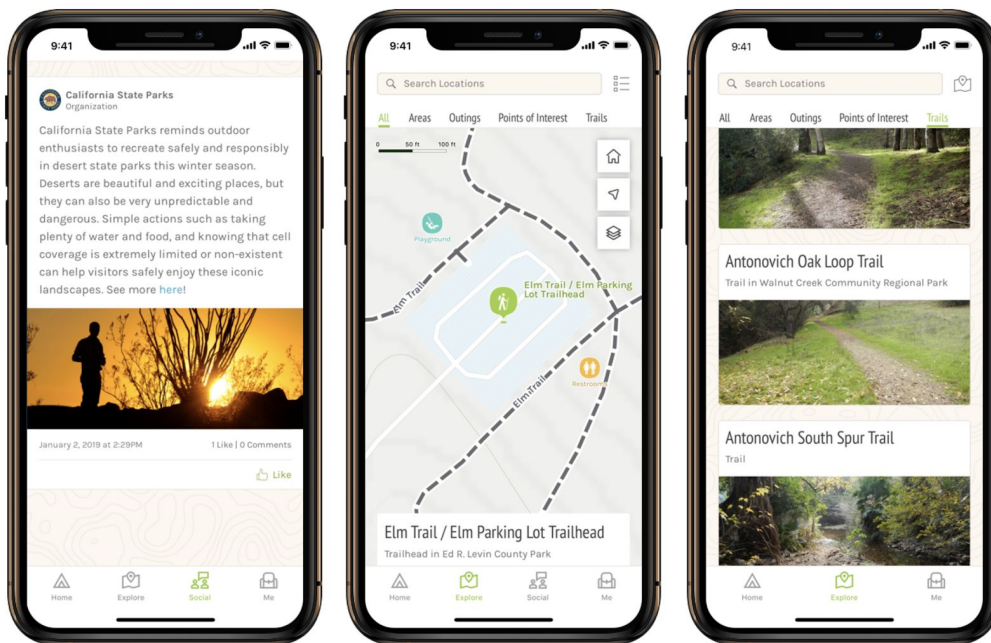 9:41
California State Parks
Organization
California State Parks reminds outdoor
enthusiasts to recreate safely and responsibly
in desert state parks this winter season.
Deserts are beautiful and exciting places, but
they can also be very unpredictable and
dangerous. Simple actions such as taking
plenty of water and food, and knowing that cell
coverage is extremely limited or non-existent
can help visitors safely enjoy these iconic
landscapes. See more here!
January 2, 2019 at 2:29PM 1 Like | 0 Comments
Like
Home Explore Social Me
9:41
Search Locations
All Areas Outings Points of Interest Trails
0 50 ft 100 ft
Playground
Elm Trail
Elm Trail / Elm Parking
Lot Trailhead
Restrooms
Elm Trail
Elm Trail / Elm Parking Lot Trailhead
Trailhead in Ed R. Levin County Park
Home Explore Social Me
9:41
Search Locations
All Areas Outings Points of Interest Trails
Antonovich Oak Loop Trail
Trail in Walnut Creek Community Regional Park
Antonovich South Spur Trail
Trail
Home Explore Me